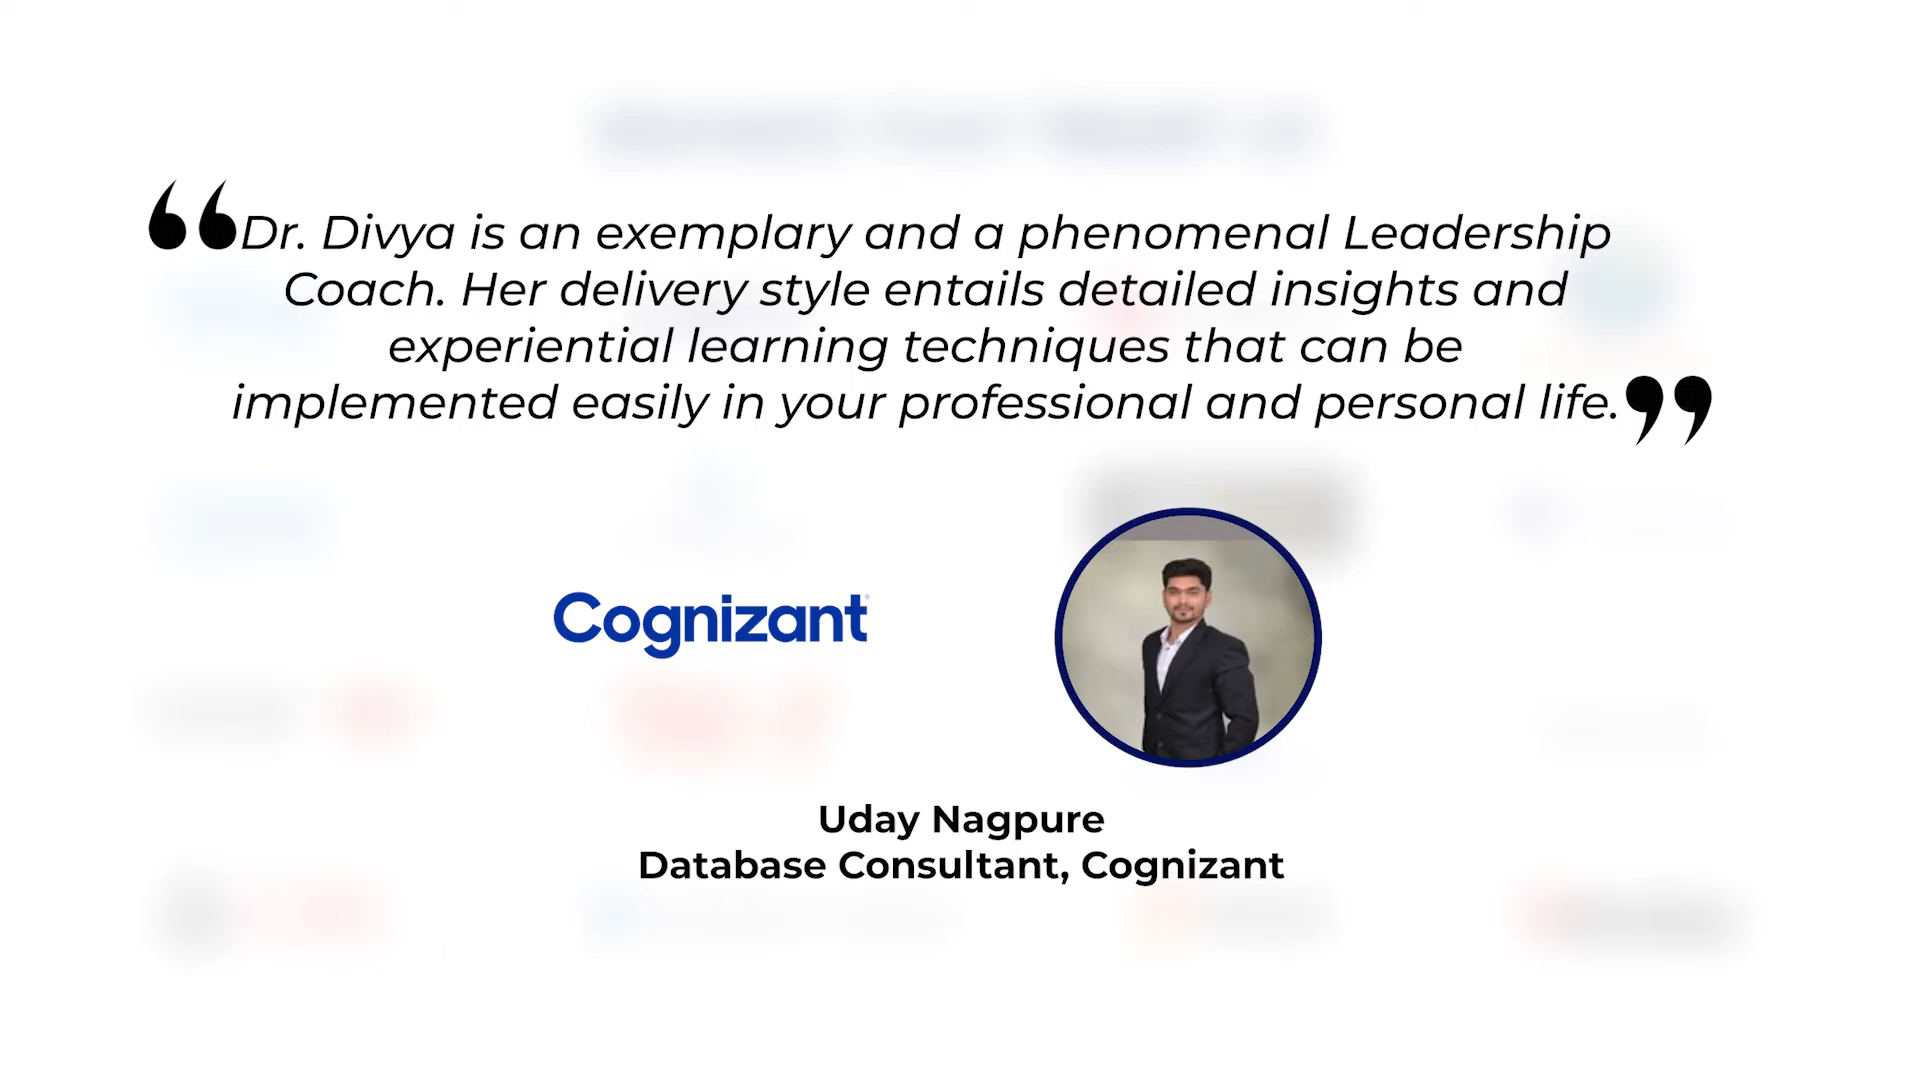 “Dr. Divya is an exemplary and a phenomenal Leadership
Coach. Her delivery style entails detailed insights and
experiential learning techniques that can be
implemented easily in your professional and personal life.”
Cognizant
Uday Nagpure
Database Consultant, Cognizant